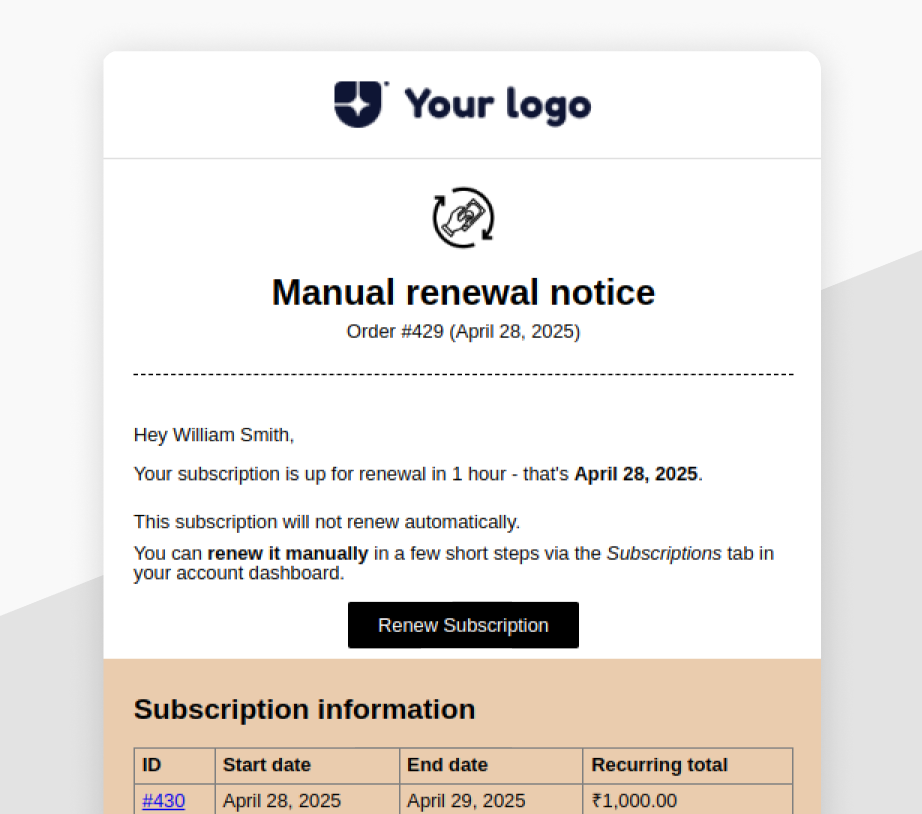 Your logo
Manual renewal notice
Order #429 (April 28, 2025)
Hey William Smith,
Your subscription is up for renewal in 1 hour - that's April 28, 2025.
This subscription will not renew automatically.
You can renew it manually in a few short steps via the Subscriptions tab in
your account dashboard.
Renew Subscription
Subscription information
ID Start date End date Recurring total
#430 April 28, 2025 April 29, 2025 ₹1,000.00